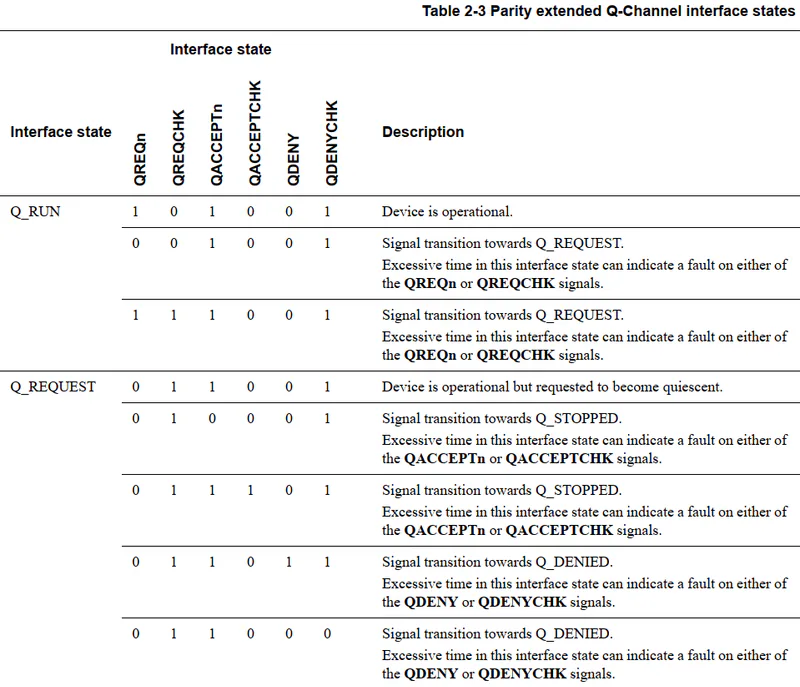 Table 2-3 Parity extended Q-Channel interface states
Interface state
Interface state QREQn QREQCHK QACCEPTn QACCEPTCHK QDENY QDENYCHK Description
Q_RUN 1 0 1 0 0 1 Device is operational.
0 0 1 0 0 1 Signal transition towards Q_REQUEST.
Excessive time in this interface state can indicate a fault on either of
the QREQn or QREQCHK signals.
1 1 1 0 0 1 Signal transition towards Q_REQUEST.
Excessive time in this interface state can indicate a fault on either of
the QREQn or QREQCHK signals.
Q_REQUEST 0 1 1 0 0 1 Device is operational but requested to become quiescent.
0 1 0 0 0 1 Signal transition towards Q_STOPPED.
Excessive time in this interface state can indicate a fault on either of
the QACCEPTn or QACCEPTCHK signals.
0 1 1 1 0 1 Signal transition towards Q_STOPPED.
Excessive time in this interface state can indicate a fault on either of
the QACCEPTn or QACCEPTCHK signals.
0 1 1 0 1 1 Signal transition towards Q_DENIED.
Excessive time in this interface state can indicate a fault on either of
the QDENY or QDENYCHK signals.
0 1 1 0 0 0 Signal transition towards Q_DENIED.
Excessive time in this interface state can indicate a fault on either of
the QDENY or QDENYCHK signals.